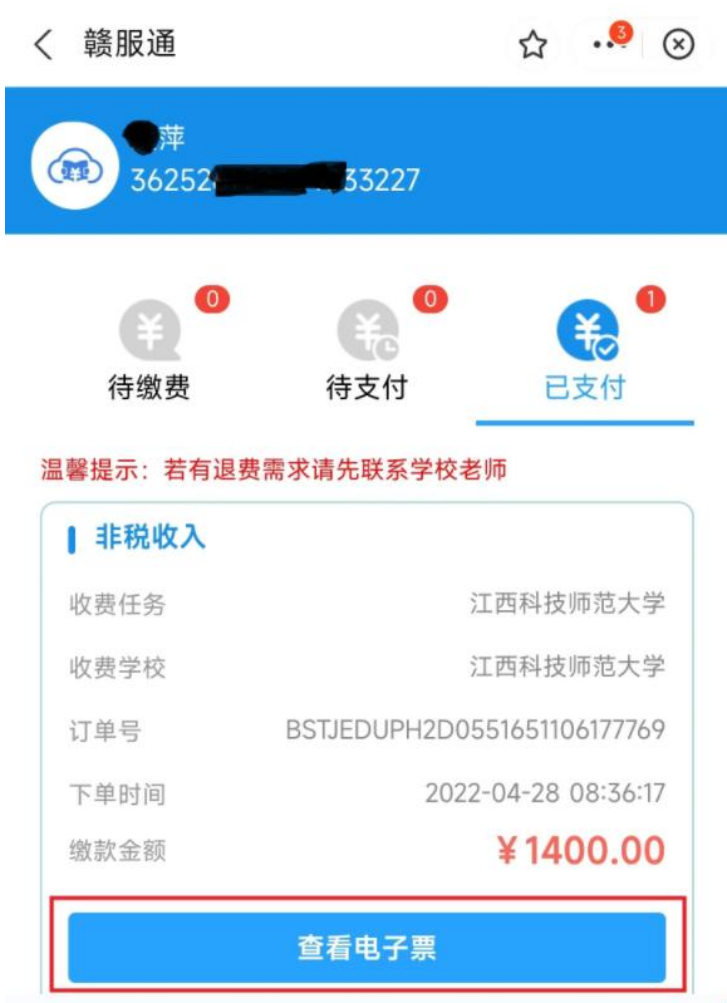 赣服通
3
萍
36252
33227
0
0
1
待缴费
待支付
已支付
温馨提示：若有退费需求请先联系学校老师
非税收入
收费任务 江西科技师范大学
收费学校 江西科技师范大学
订单号 BSTJEDUPH2D0551651106177769
下单时间 2022-04-28 08:36:17
缴款金额 ¥1400.00
查看电子票